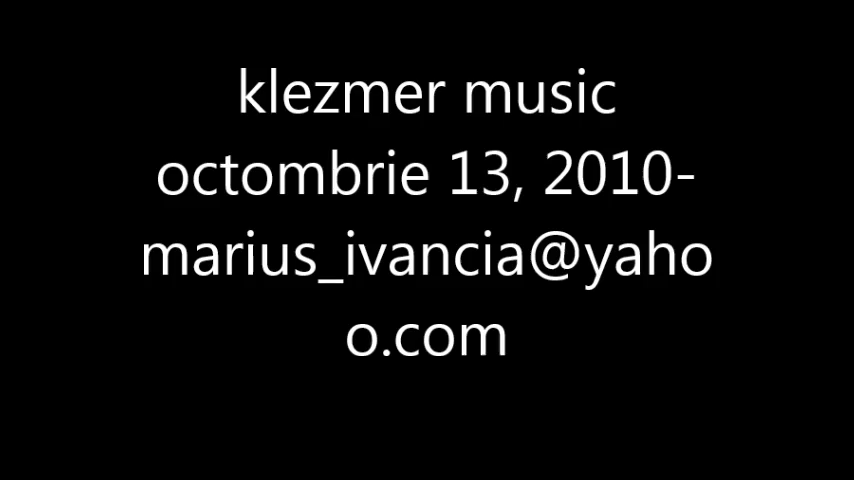 klezmer music
octombrie 13, 2010-
marius_ivancia@yaho
o.com